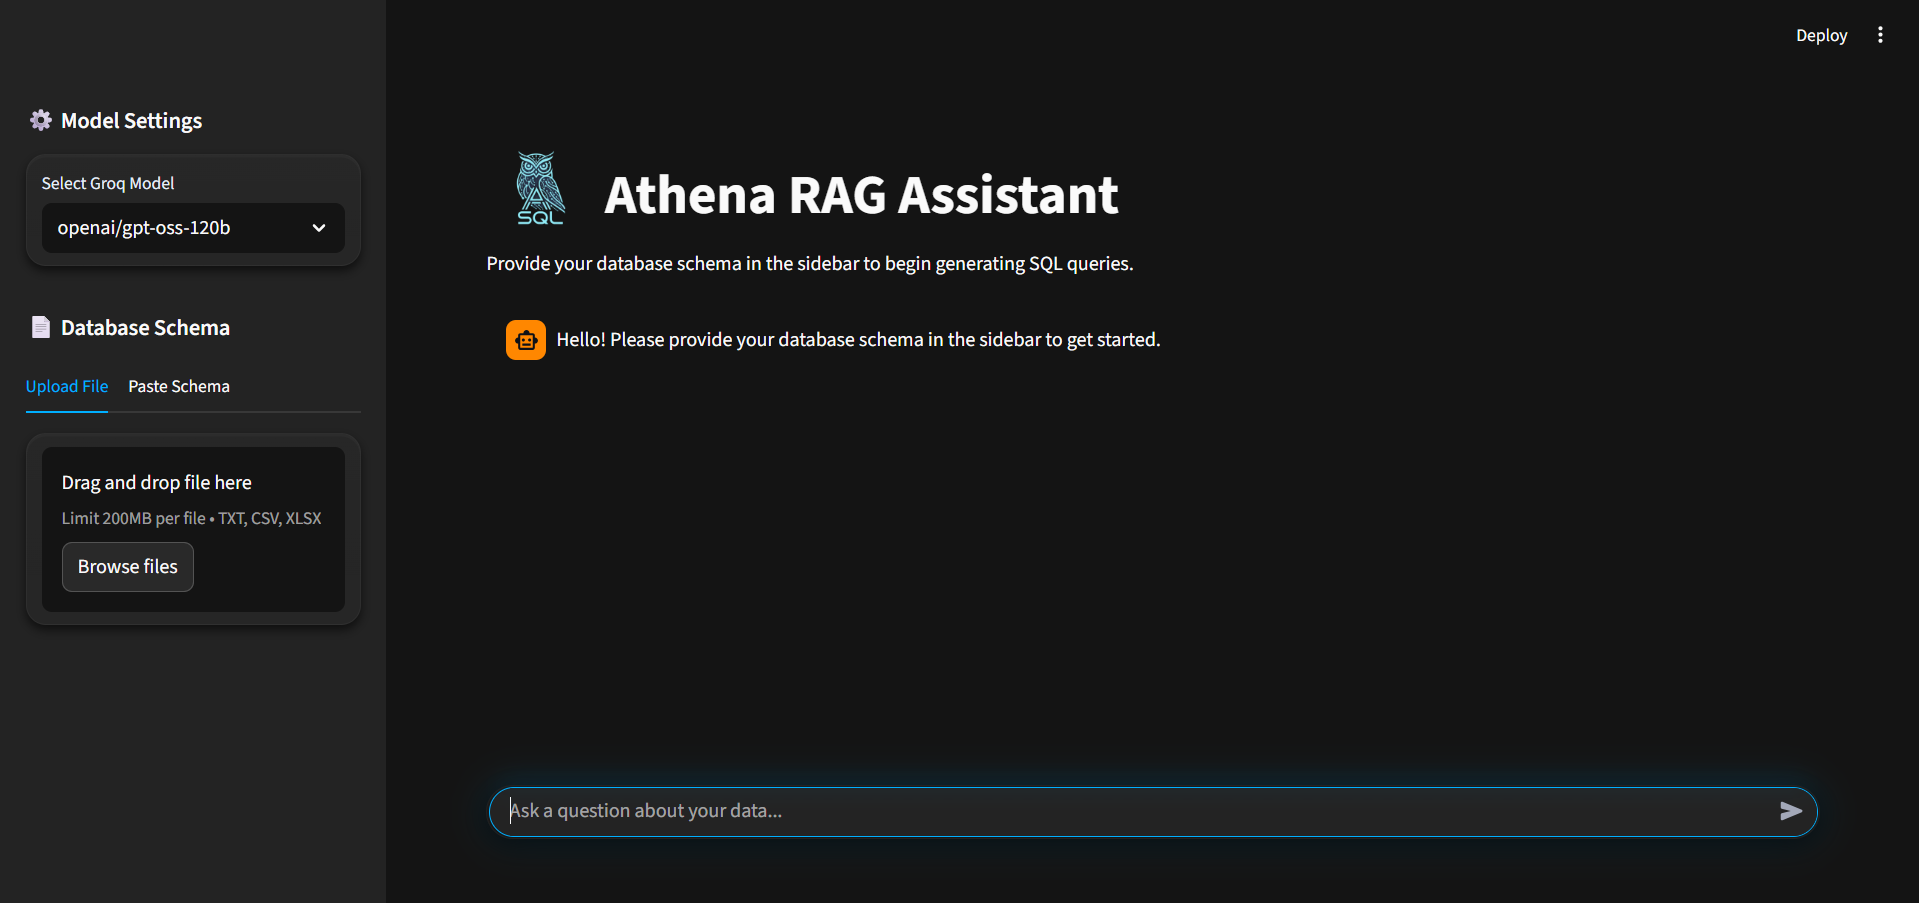 Deploy
Model Settings
Select Groq Model
openai/gpt-oss-120b
Database Schema
Upload File
Paste Schema
Drag and drop file here
Limit 200MB per file • TXT, CSV, XLSX
Browse files
SQL
Athena RAG Assistant
Provide your database schema in the sidebar to begin generating SQL queries.
Hello! Please provide your database schema in the sidebar to get started.
Ask a question about your data...